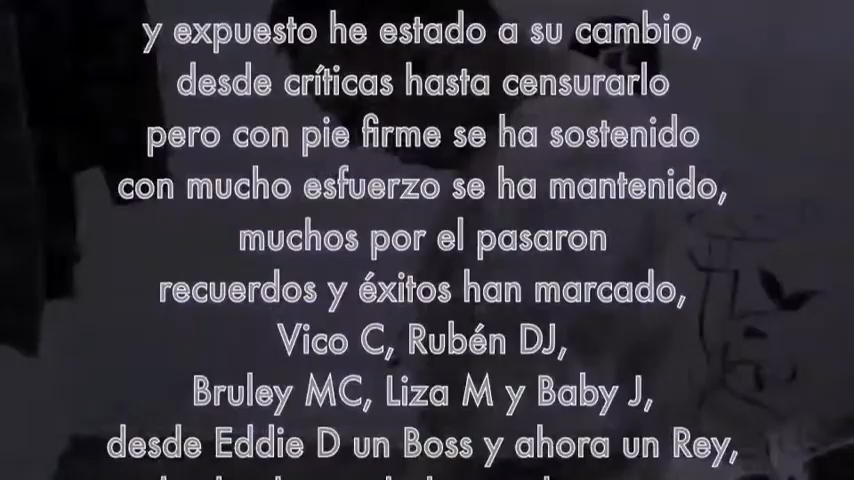 y expuesto he estado a su cambio,
desde críticas hasta censurarlo
pero con pie firme se ha sostenido
con mucho esfuerzo se ha mantenido,
muchos por el pasaron
recuerdos y éxitos han marcado,
Vico C, Rubén DJ,
Bruley MC, Liza M y Baby J,
desde Eddie D un Boss y ahora un Rey,